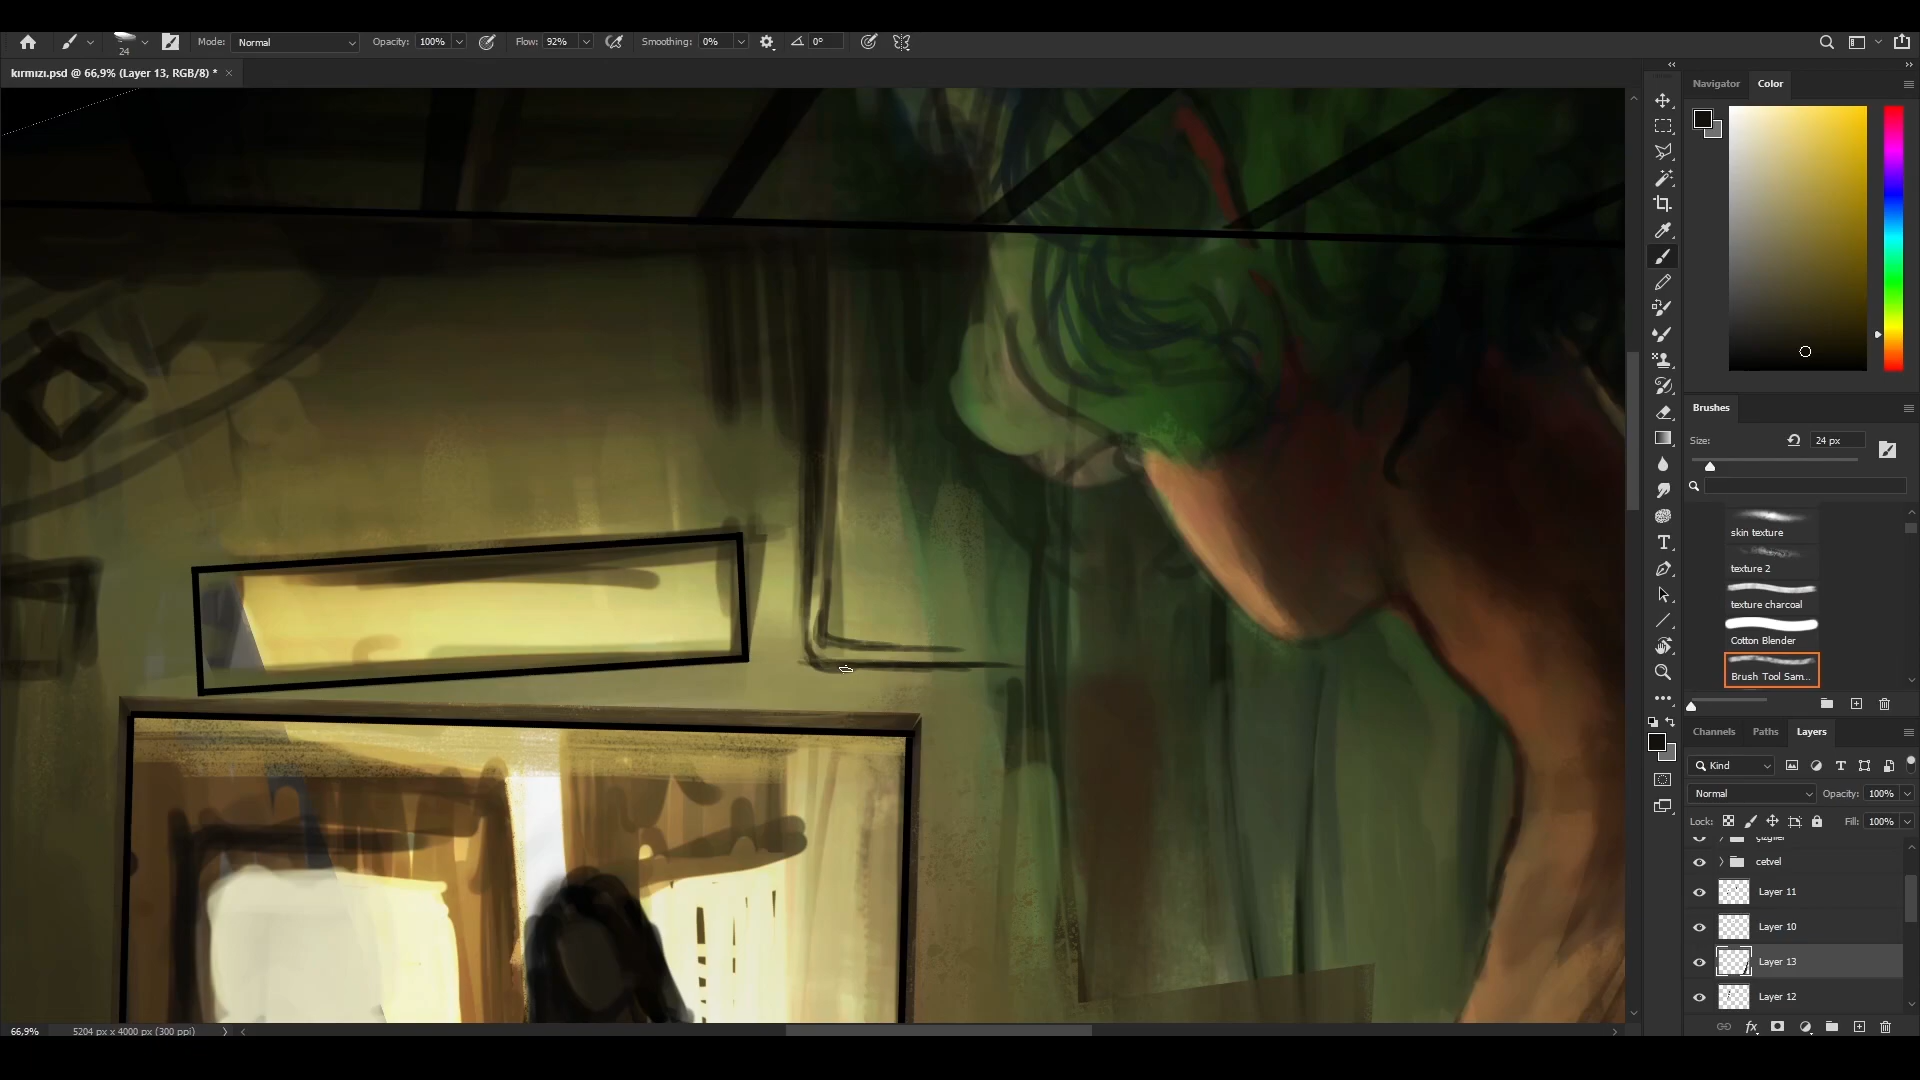 24
Mode: Normal
Opacity: 100%
Flow: 92%
Smoothing: 0%
0°
kırmızı.psd @ 66,9% (Layer 13, RGB/8) *
Navigator
Color
Brushes
Size:
24 px
skin texture
texture 2
texture charcoal
Cotton Blender
Brush Tool Sam...
Channels
Paths
Layers
Kind
Normal
Opacity: 100%
Lock:
Fill: 100%
cetvel
Layer 11
Layer 10
Layer 13
Layer 12
66,9%
5204 px x 4000 px (300 ppi)